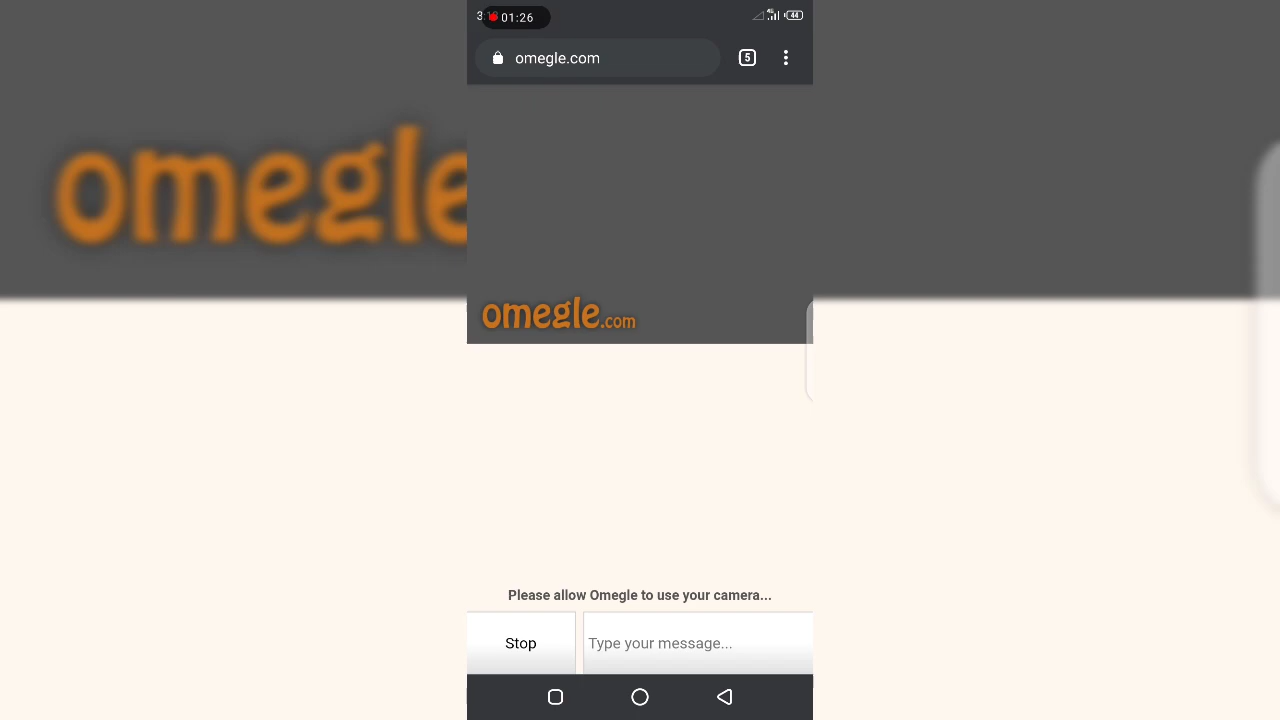 01:26
44
omegle.com
5
omegle
omegle.com
Please allow Omegle to use your camera...
Stop
Type your message...